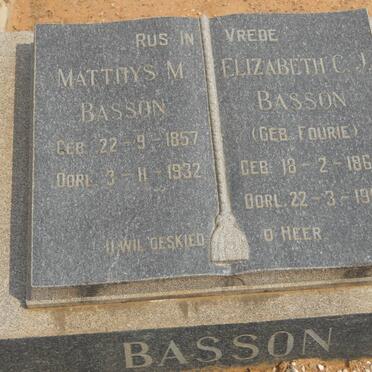 RUS IN VREDE
MATTHYS M.
BASSON
GEB. 22-9-1857
OORL. 3-11-1932
ELIZABETH C. J.
BASSON
(GEB. FOURIE)
GEB. 18-2-186
OORL. 22-3-19
U WIL GESKIED O HEER
BASSON